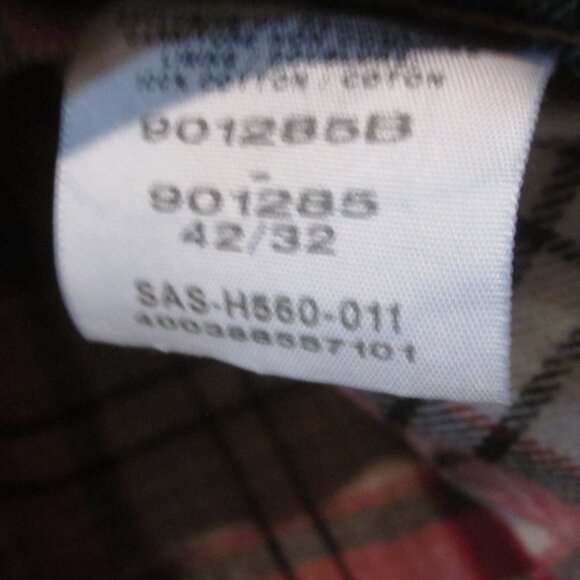 100% COTTON / COTON
901285B
-
901285
42/32
SAS-H560-011
400388557101